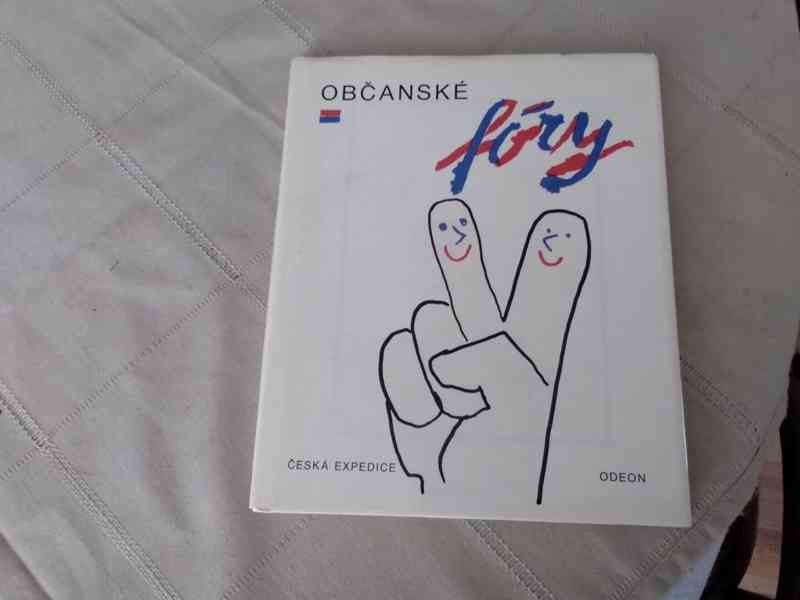 OBČANSKÉ
fóry
ČESKÁ EXPEDICE
ODEON